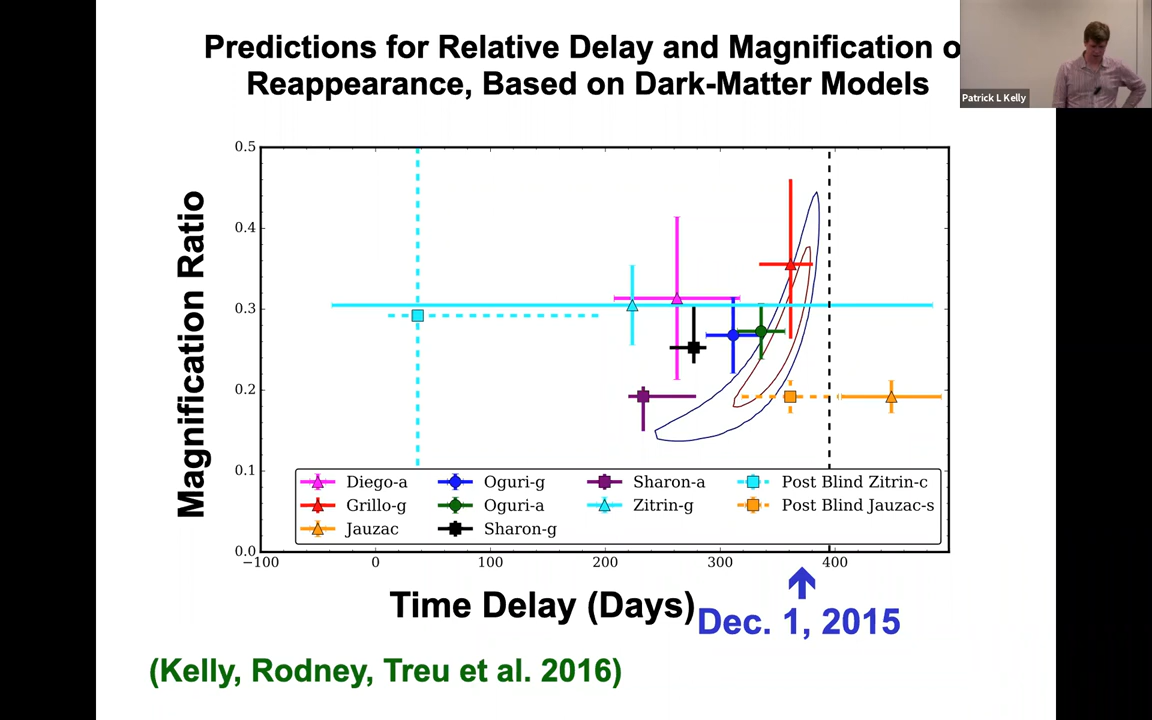 Predictions for Relative Delay and Magnification o
Reappearance, Based on Dark-Matter Models
Patrick L Kelly
Magnification Ratio
0.5
0.4
0.3
0.2
0.1
0.0
Diego-a
Grillo-g
Jauzac
Oguri-g
Oguri-a
Sharon-g
Sharon-a
Zitrin-g
Post Blind Zitrin-c
Post Blind Jauzac-s
−100 0 100 200 300 400
Time Delay (Days)
Dec. 1, 2015
(Kelly, Rodney, Treu et al. 2016)